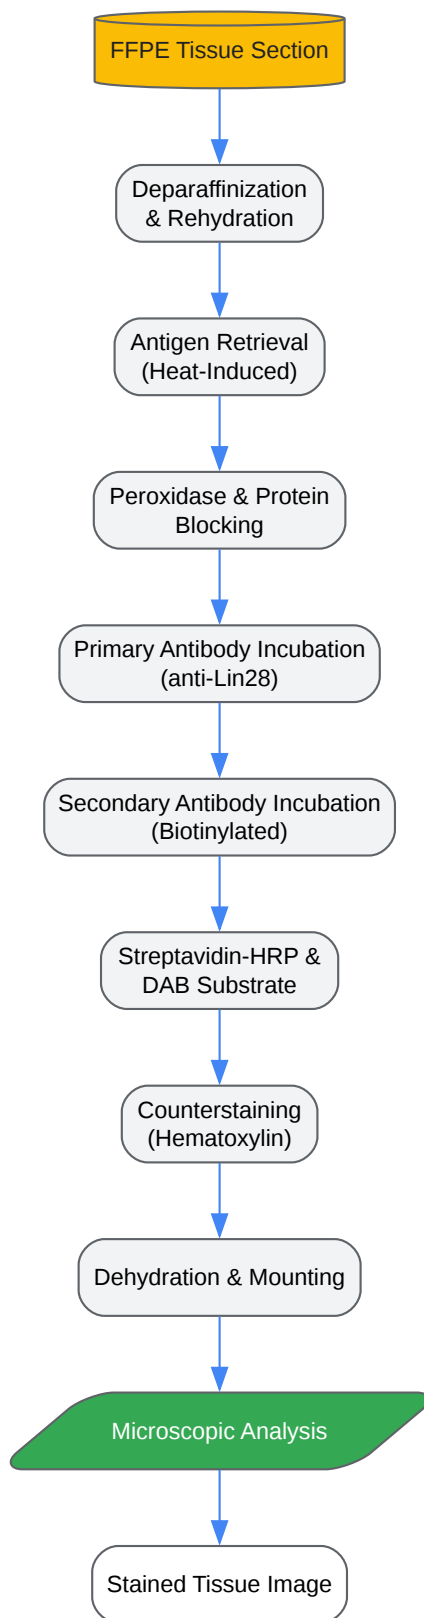 FFPE Tissue Section
Deparaffinization
& Rehydration
Antigen Retrieval
(Heat-Induced)
Peroxidase & Protein
Blocking
Primary Antibody Incubation
(anti-Lin28)
Secondary Antibody Incubation
(Biotinylated)
Streptavidin-HRP &
DAB Substrate
Counterstaining
(Hematoxylin)
Dehydration & Mounting
Microscopic Analysis
Stained Tissue Image